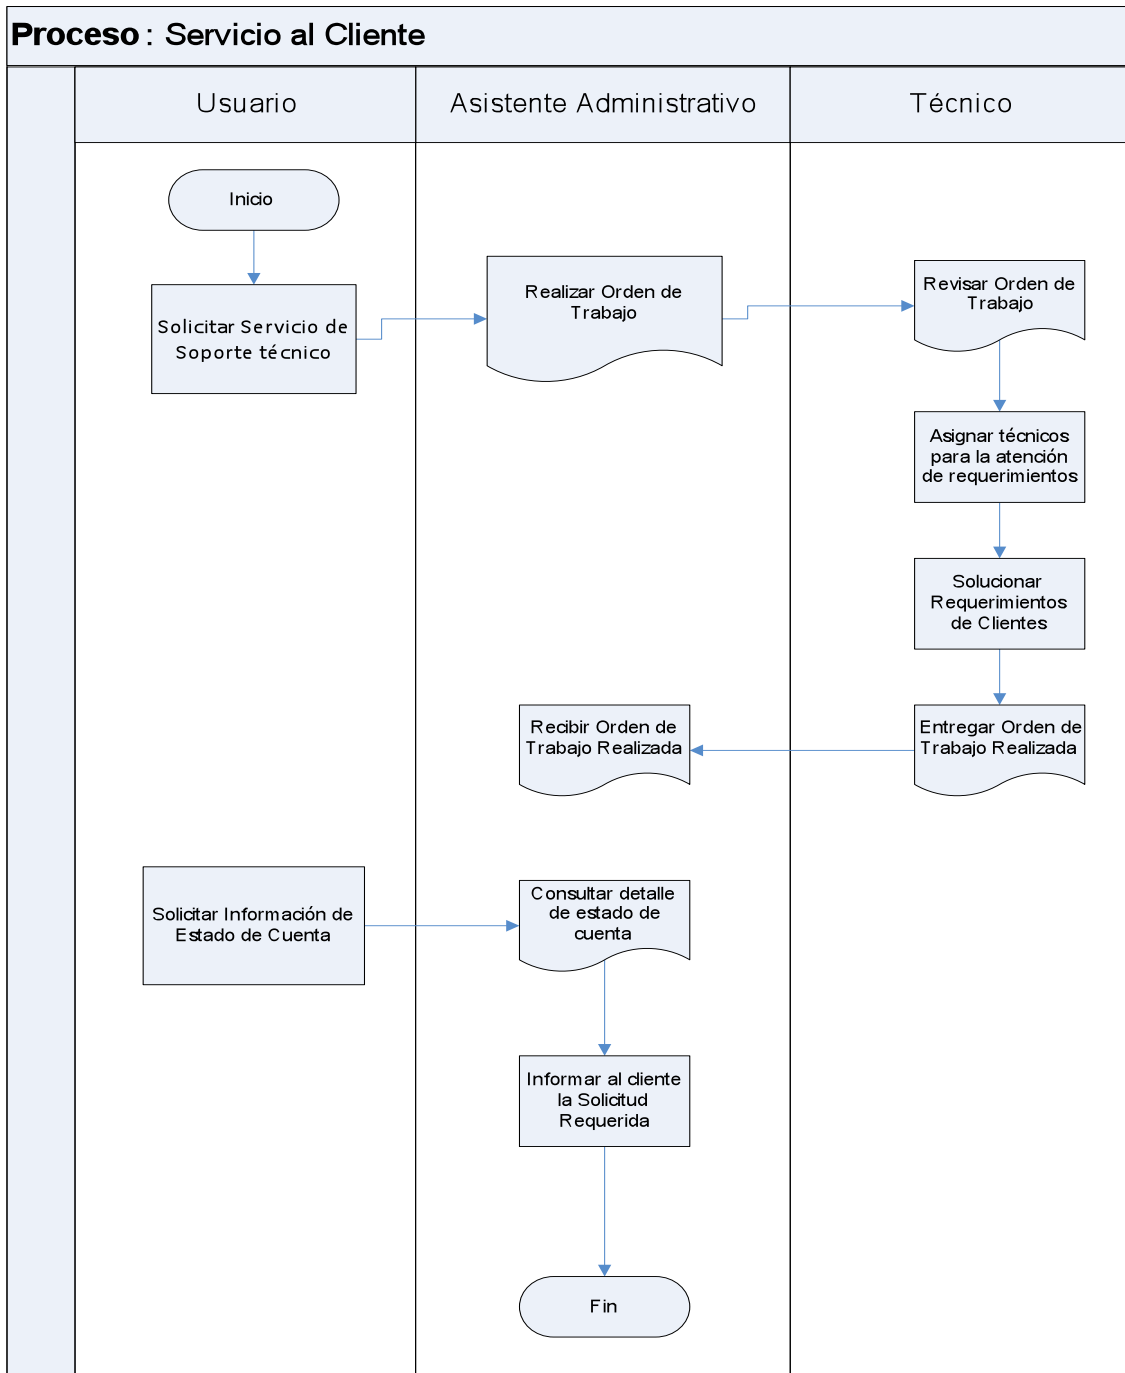 Proceso : Servicio al Cliente
Usuario
Asistente Administrativo
Técnico
Inicio
Solicitar Servicio de
Soporte técnico
Realizar Orden de
Trabajo
Revisar Orden de
Trabajo
Asignar técnicos
para la atención
de requerimientos
Solucionar
Requerimientos
de Clientes
Entregar Orden de
Trabajo Realizada
Recibir Orden de
Trabajo Realizada
Solicitar Información de
Estado de Cuenta
Consultar detalle
de estado de
cuenta
Informar al cliente
la Solicitud
Requerida
Fin